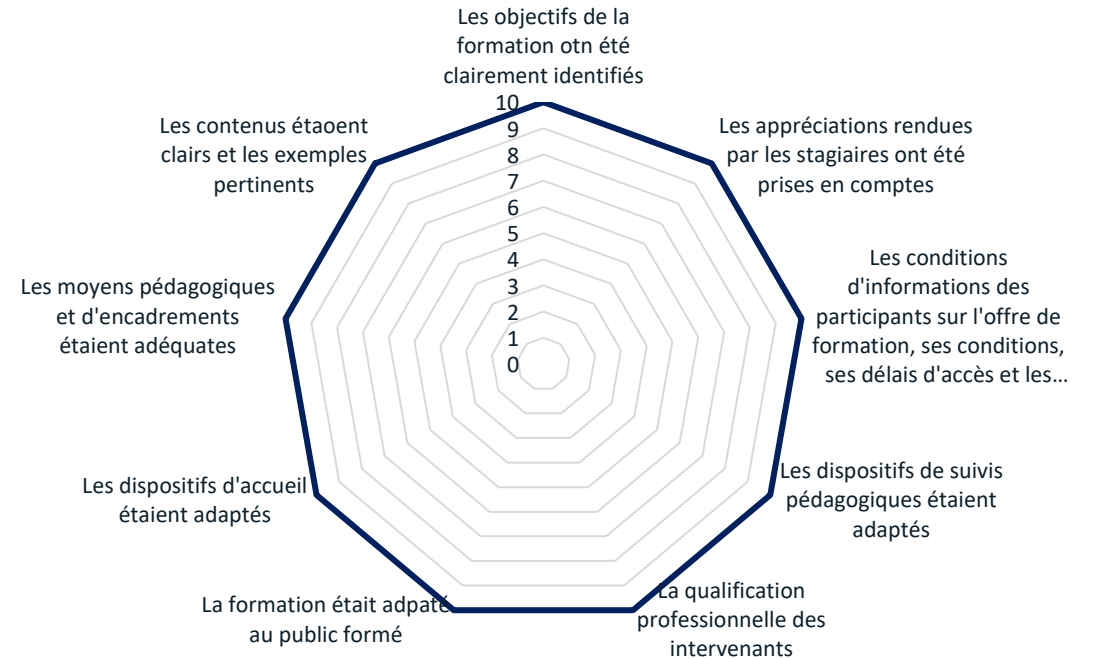 Les objectifs de la
formation otn été
clairement identifiés
Les appréciations rendues
par les stagiaires ont été
prises en comptes
Les conditions
d'informations des
participants sur l'offre de
formation, ses conditions,
ses délais d'accès et les…
Les dispositifs de suivis
pédagogiques étaient
adaptés
La qualification
professionnelle des
intervenants
La formation était adpaté
au public formé
Les dispositifs d'accueil
étaient adaptés
Les moyens pédagogiques
et d'encadrements
étaient adéquates
Les contenus étaoent
clairs et les exemples
pertinents
10
9
8
7
6
5
4
3
2
1
0